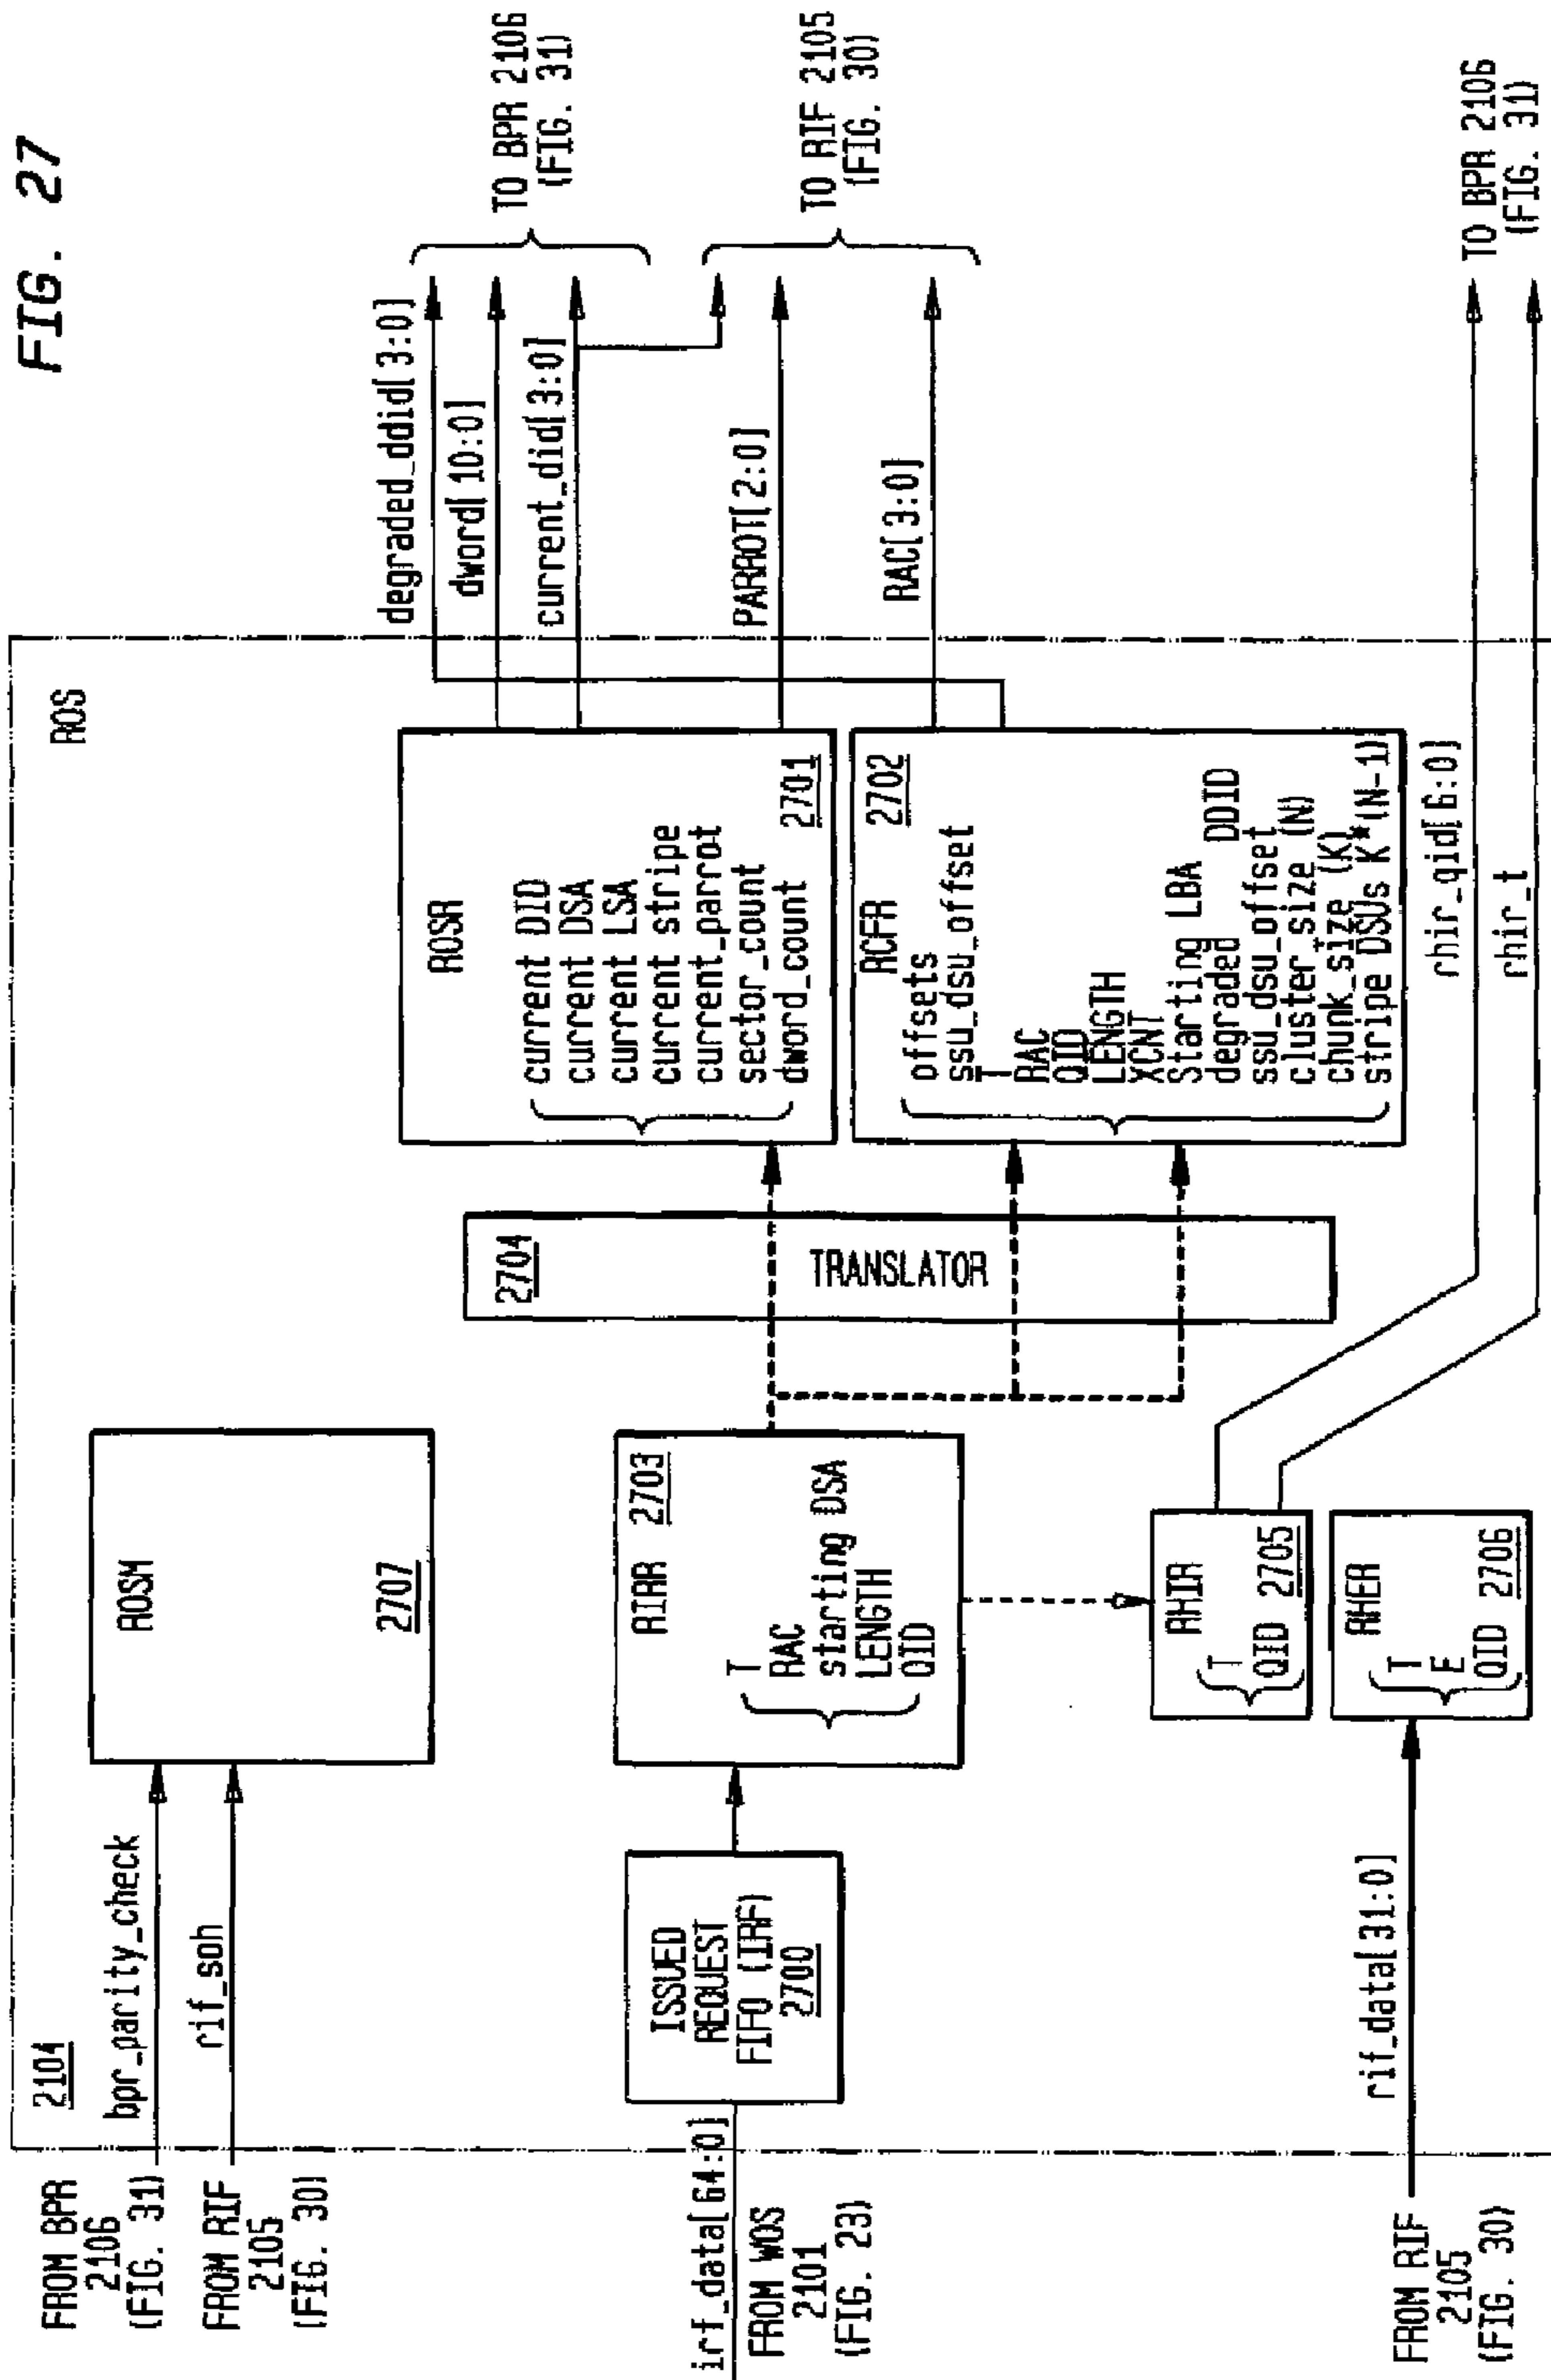 FIG. 27
2104
ROS
FROM BPR
2106
(FIG. 31)
bpr_parity_check
FROM RIF
2105
(FIG. 30)
rif_soh
ROSM
2707
irf_data[64:0]
FROM WOS
2101
(FIG. 23)
ISSUED
REQUEST
FIFO (IRF)
2700
RIRR 2703
T
RAC
starting DSA
LENGTH
QID
2704
TRANSLATOR
ROSR
current DID
current DSA
current LSA
current stripe
current_parrot
sector_count
dword_count
2701
RCFR 2702
offsets
ssu_dsu_offset
T
RAC
QID
LENGTH
XCNT
Starting LBA
degraded DDID
ssu_dsu_offset
cluster_size (N)
chunk_size (K)
stripe DSUs K*(N-1)
degraded_ddid[3:0]
dword[10:0]
current_did[3:0]
TO BPR 2106
(FIG. 31)
PARROT[2:0]
RAC[3:0]
TO RIF 2105
(FIG. 30)
RHIR
T
QID 2705
rhir_qid[6:0]
rhir_t
TO BPR 2106
(FIG. 31)
FROM RIF
2105
(FIG. 30)
rif_data[31:0]
RHER
T
E
QID 2706